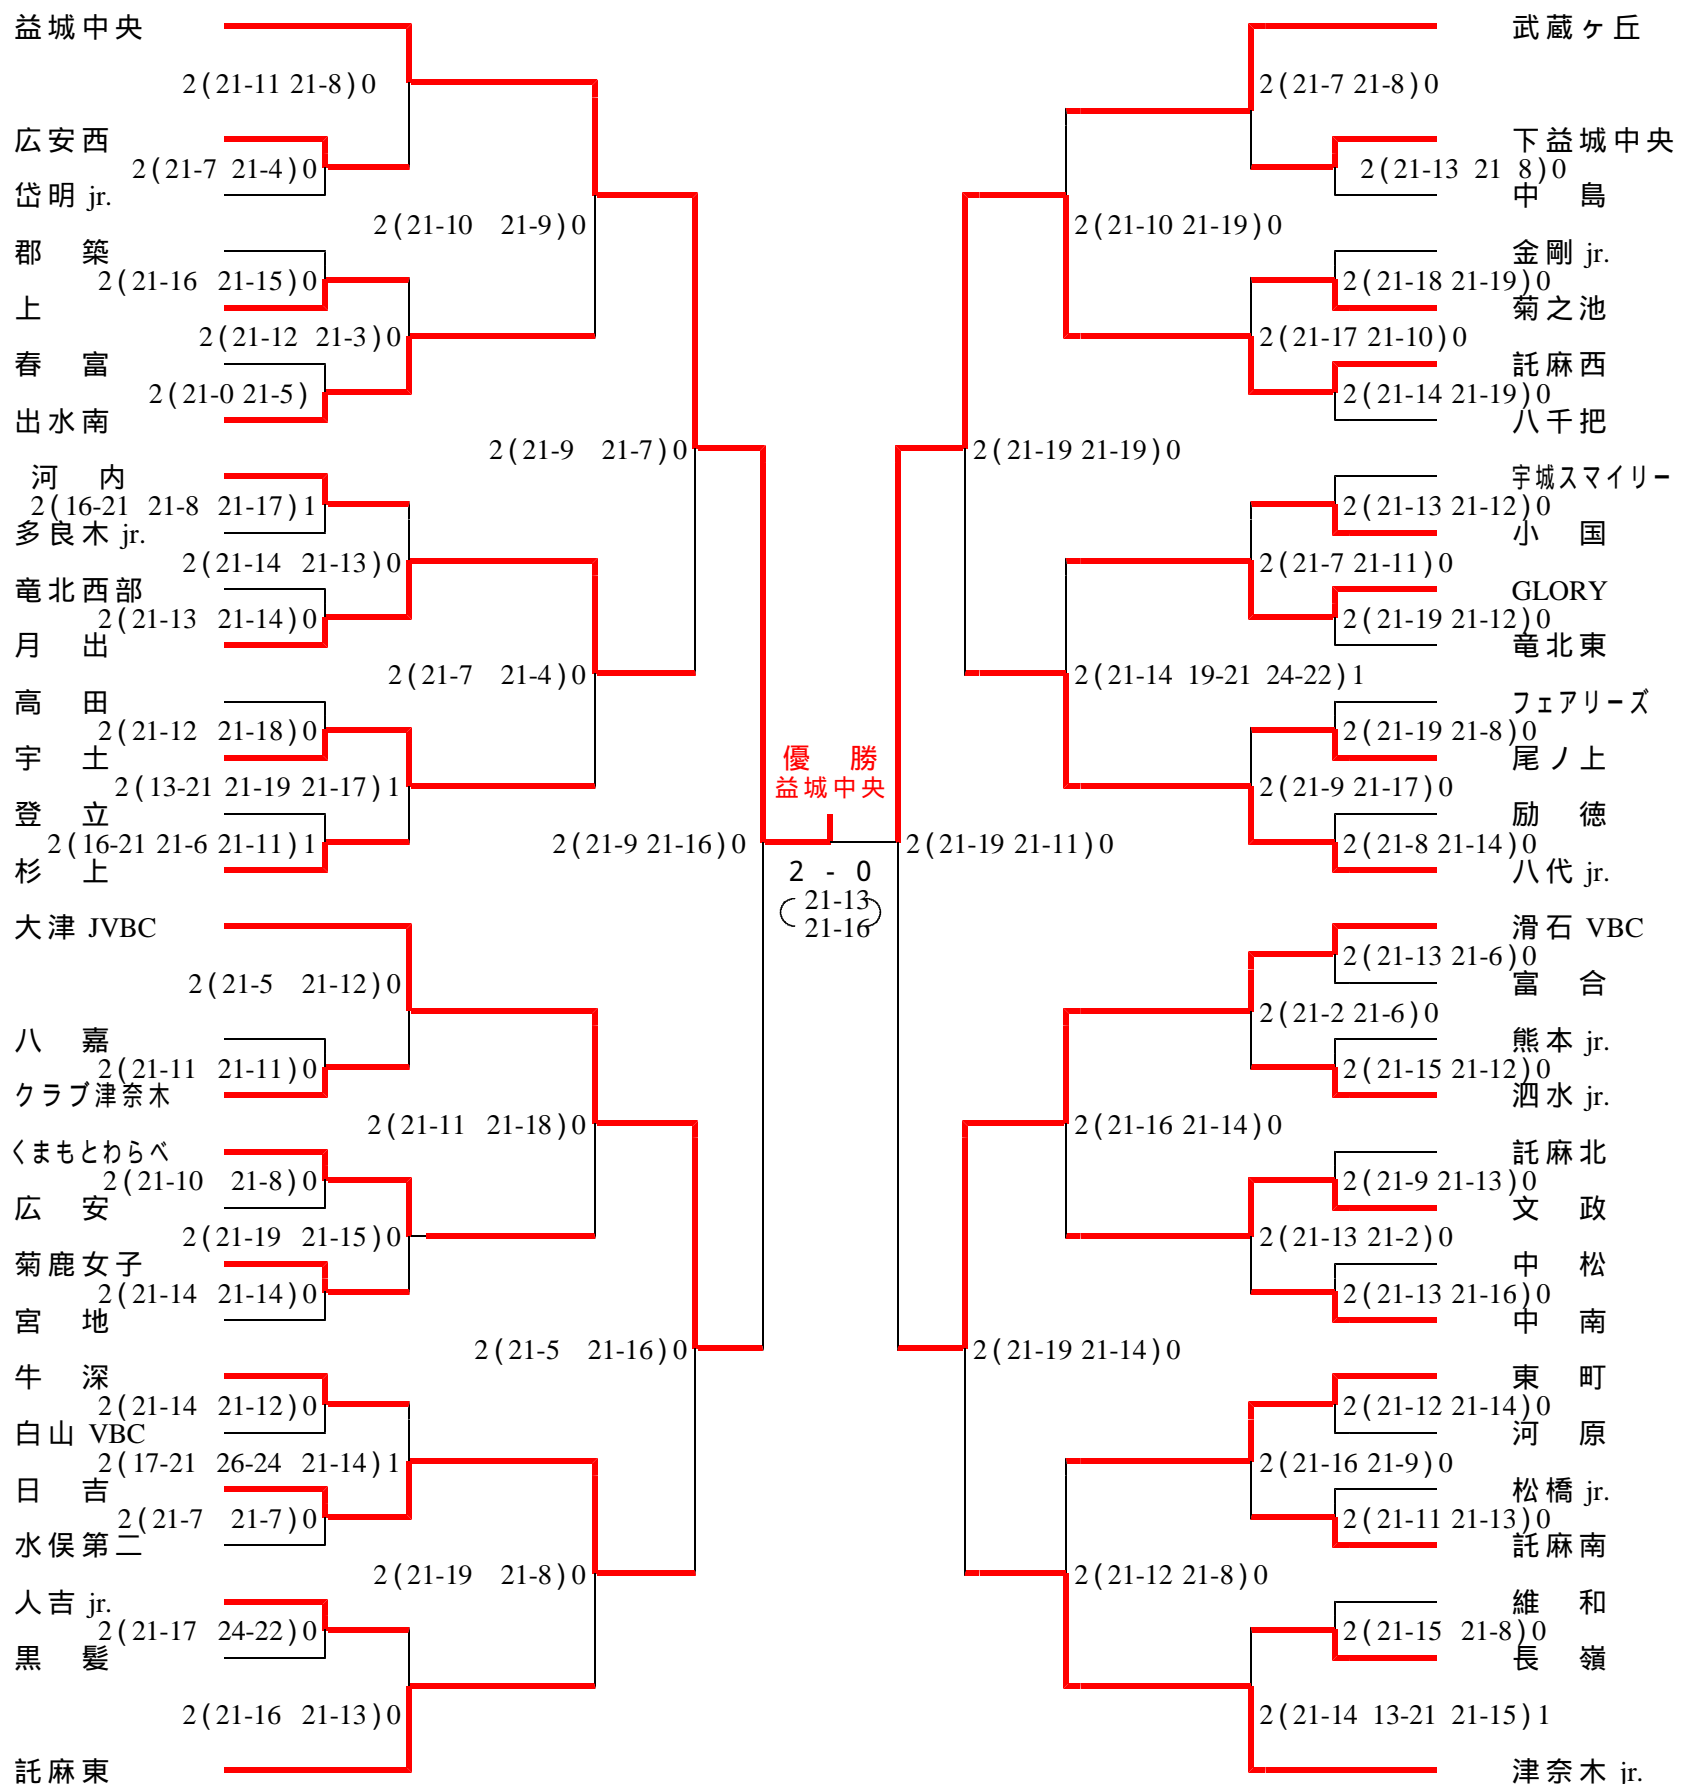 益城中央
2(21-11 21-8)0
広安西
2(21-7 21-4)0
岱明 jr.
2(21-10 21-9)0
郡 築
2(21-16 21-15)0
上
2(21-12 21-3)0
春 富
2(21-0 21-5)
出水南
2(21-9 21-7)0
河 内
2(16-21 21-8 21-17)1
多良木 jr.
2(21-14 21-13)0
竜北西部
2(21-13 21-14)0
月 出
2(21-7 21-4)0
高 田
2(21-12 21-18)0
宇 土
2(13-21 21-19 21-17)1
登 立
2(16-21 21-6 21-11)1
杉 上
2(21-9 21-16)0
大津 JVBC
2(21-5 21-12)0
八 嘉
2(21-11 21-11)0
クラブ津奈木
2(21-11 21-18)0
くまもとわらべ
2(21-10 21-8)0
広 安
2(21-19 21-15)0
菊鹿女子
2(21-14 21-14)0
宮 地
2(21-5 21-16)0
牛 深
2(21-14 21-12)0
白山 VBC
2(17-21 26-24 21-14)1
日 吉
2(21-7 21-7)0
水俣第二
2(21-19 21-8)0
人吉 jr.
2(21-17 24-22)0
黒 髪
2(21-16 21-13)0
託麻東
優 勝
益城中央
2 - 0
21-13
21-16
武蔵ヶ丘
2(21-7 21-8)0
下益城中央
2(21-13 21 8)0
中 島
2(21-10 21-19)0
金剛 jr.
2(21-18 21-19)0
菊之池
2(21-17 21-10)0
託麻西
2(21-14 21-19)0
八千把
2(21-19 21-19)0
宇城スマイリー
2(21-13 21-12)0
小 国
2(21-7 21-11)0
GLORY
2(21-19 21-12)0
竜北東
2(21-14 19-21 24-22)1
フェアリーズ
2(21-19 21-8)0
尾ノ上
2(21-9 21-17)0
励 徳
2(21-8 21-14)0
八代 jr.
2(21-19 21-11)0
滑石 VBC
2(21-13 21-6)0
富 合
2(21-2 21-6)0
熊本 jr.
2(21-15 21-12)0
泗水 jr.
2(21-16 21-14)0
託麻北
2(21-9 21-13)0
文 政
2(21-13 21-2)0
中 松
2(21-13 21-16)0
中 南
2(21-19 21-14)0
東 町
2(21-12 21-14)0
河 原
2(21-16 21-9)0
松橋 jr.
2(21-11 21-13)0
託麻南
2(21-12 21-8)0
維 和
2(21-15 21-8)0
長 嶺
2(21-14 13-21 21-15)1
津奈木 jr.